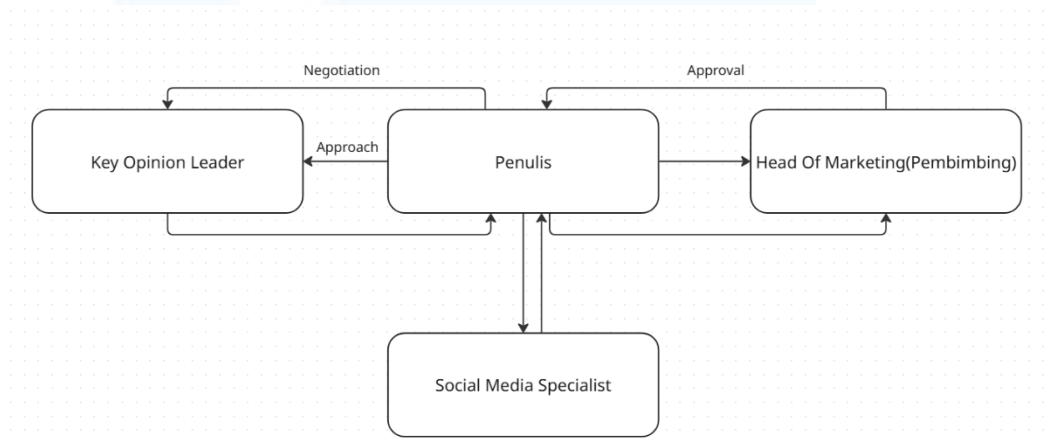 Negotiation
Approval
Key Opinion Leader
Approach
Penulis
Head Of Marketing(Pembimbing)
Social Media Specialist